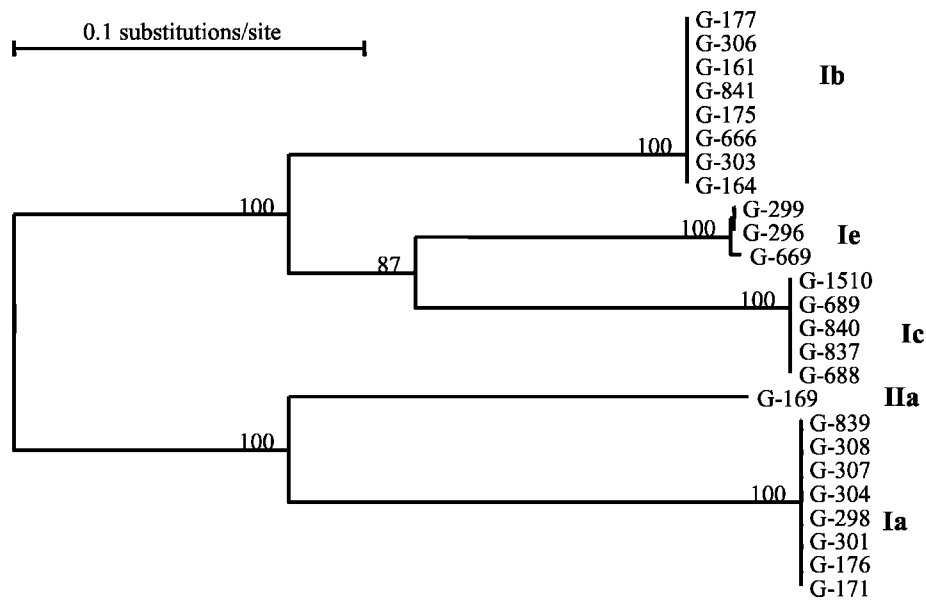 0.1 substitutions/site
G-177
G-306
G-161
G-841
G-175
G-666
G-303
G-164
Ib
100
G-299
G-296
G-669
Ie
100
100
87
G-1510
G-689
G-840
G-837
G-688
Ic
100
G-169
IIa
100
G-839
G-308
G-307
G-304
G-298
G-301
G-176
G-171
Ia
100